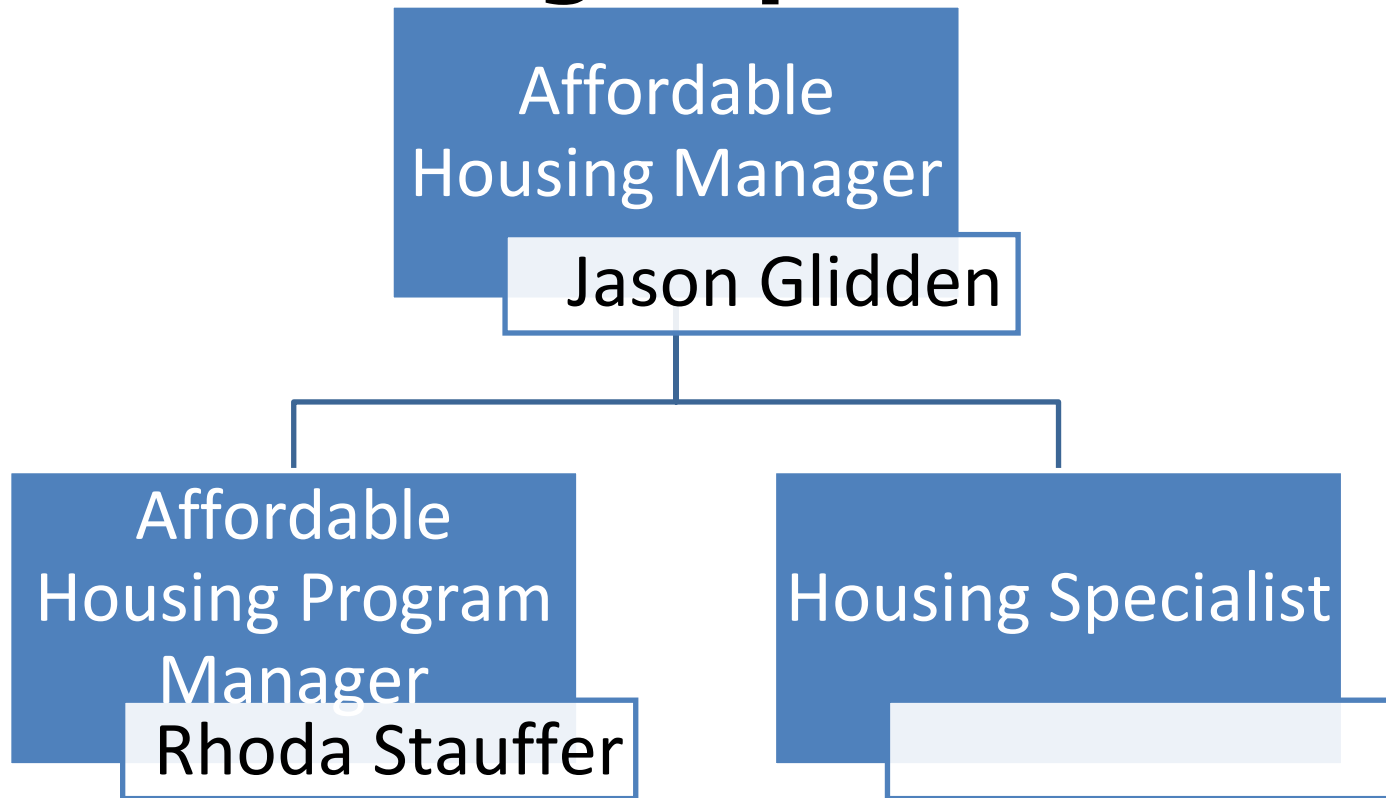 Affordable
Housing Manager
Jason Glidden
Affordable
Housing Program
Manager
Rhoda Stauffer
Housing Specialist